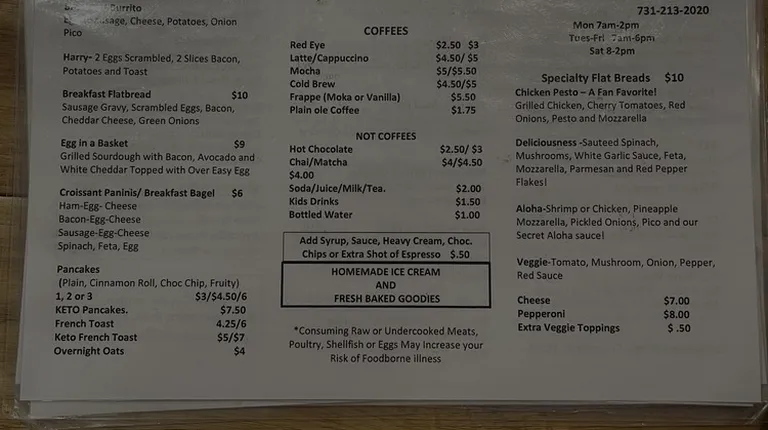 Burrito
Sausage, Cheese, Potatoes, Onion
Pico
Harry- 2 Eggs Scrambled, 2 Slices Bacon,
Potatoes and Toast
Breakfast Flatbread $10
Sausage Gravy, Scrambled Eggs, Bacon,
Cheddar Cheese, Green Onions
Egg in a Basket $9
Grilled Sourdough with Bacon, Avocado and
White Cheddar Topped with Over Easy Egg
Croissant Paninis/ Breakfast Bagel $6
Ham-Egg- Cheese
Bacon-Egg-Cheese
Sausage-Egg-Cheese
Spinach, Feta, Egg
Pancakes
(Plain, Cinnamon Roll, Choc Chip, Fruity)
1, 2 or 3 $3/$4.50/6
KETO Pancakes. $7.50
French Toast 4.25/6
Keto French Toast $5/$7
Overnight Oats $4
COFFEES
Red Eye $2.50 $3
Latte/Cappuccino $4.50/ $5
Mocha $5/$5.50
Cold Brew $4.50/$5
Frappe (Moka or Vanilla) $5.50
Plain ole Coffee $1.75
NOT COFFEES
Hot Chocolate $2.50/ $3
Chai/Matcha $4/$4.50
$4.00
Soda/Juice/Milk/Tea. $2.00
Kids Drinks $1.50
Bottled Water $1.00
Add Syrup, Sauce, Heavy Cream, Choc.
Chips or Extra Shot of Espresso $.50
HOMEMADE ICE CREAM
AND
FRESH BAKED GOODIES
*Consuming Raw or Undercooked Meats,
Poultry, Shellfish or Eggs May Increase your
Risk of Foodborne illness
731-213-2020
Mon 7am-2pm
Tues-Fri 7am-6pm
Sat 8-2pm
Specialty Flat Breads $10
Chicken Pesto – A Fan Favorite!
Grilled Chicken, Cherry Tomatoes, Red
Onions, Pesto and Mozzarella
Deliciousness -Sauteed Spinach,
Mushrooms, White Garlic Sauce, Feta,
Mozzarella, Parmesan and Red Pepper
Flakes!
Aloha-Shrimp or Chicken, Pineapple
Mozzarella, Pickled Onions, Pico and our
Secret Aloha sauce!
Veggie-Tomato, Mushroom, Onion, Pepper,
Red Sauce
Cheese $7.00
Pepperoni $8.00
Extra Veggie Toppings $ .50